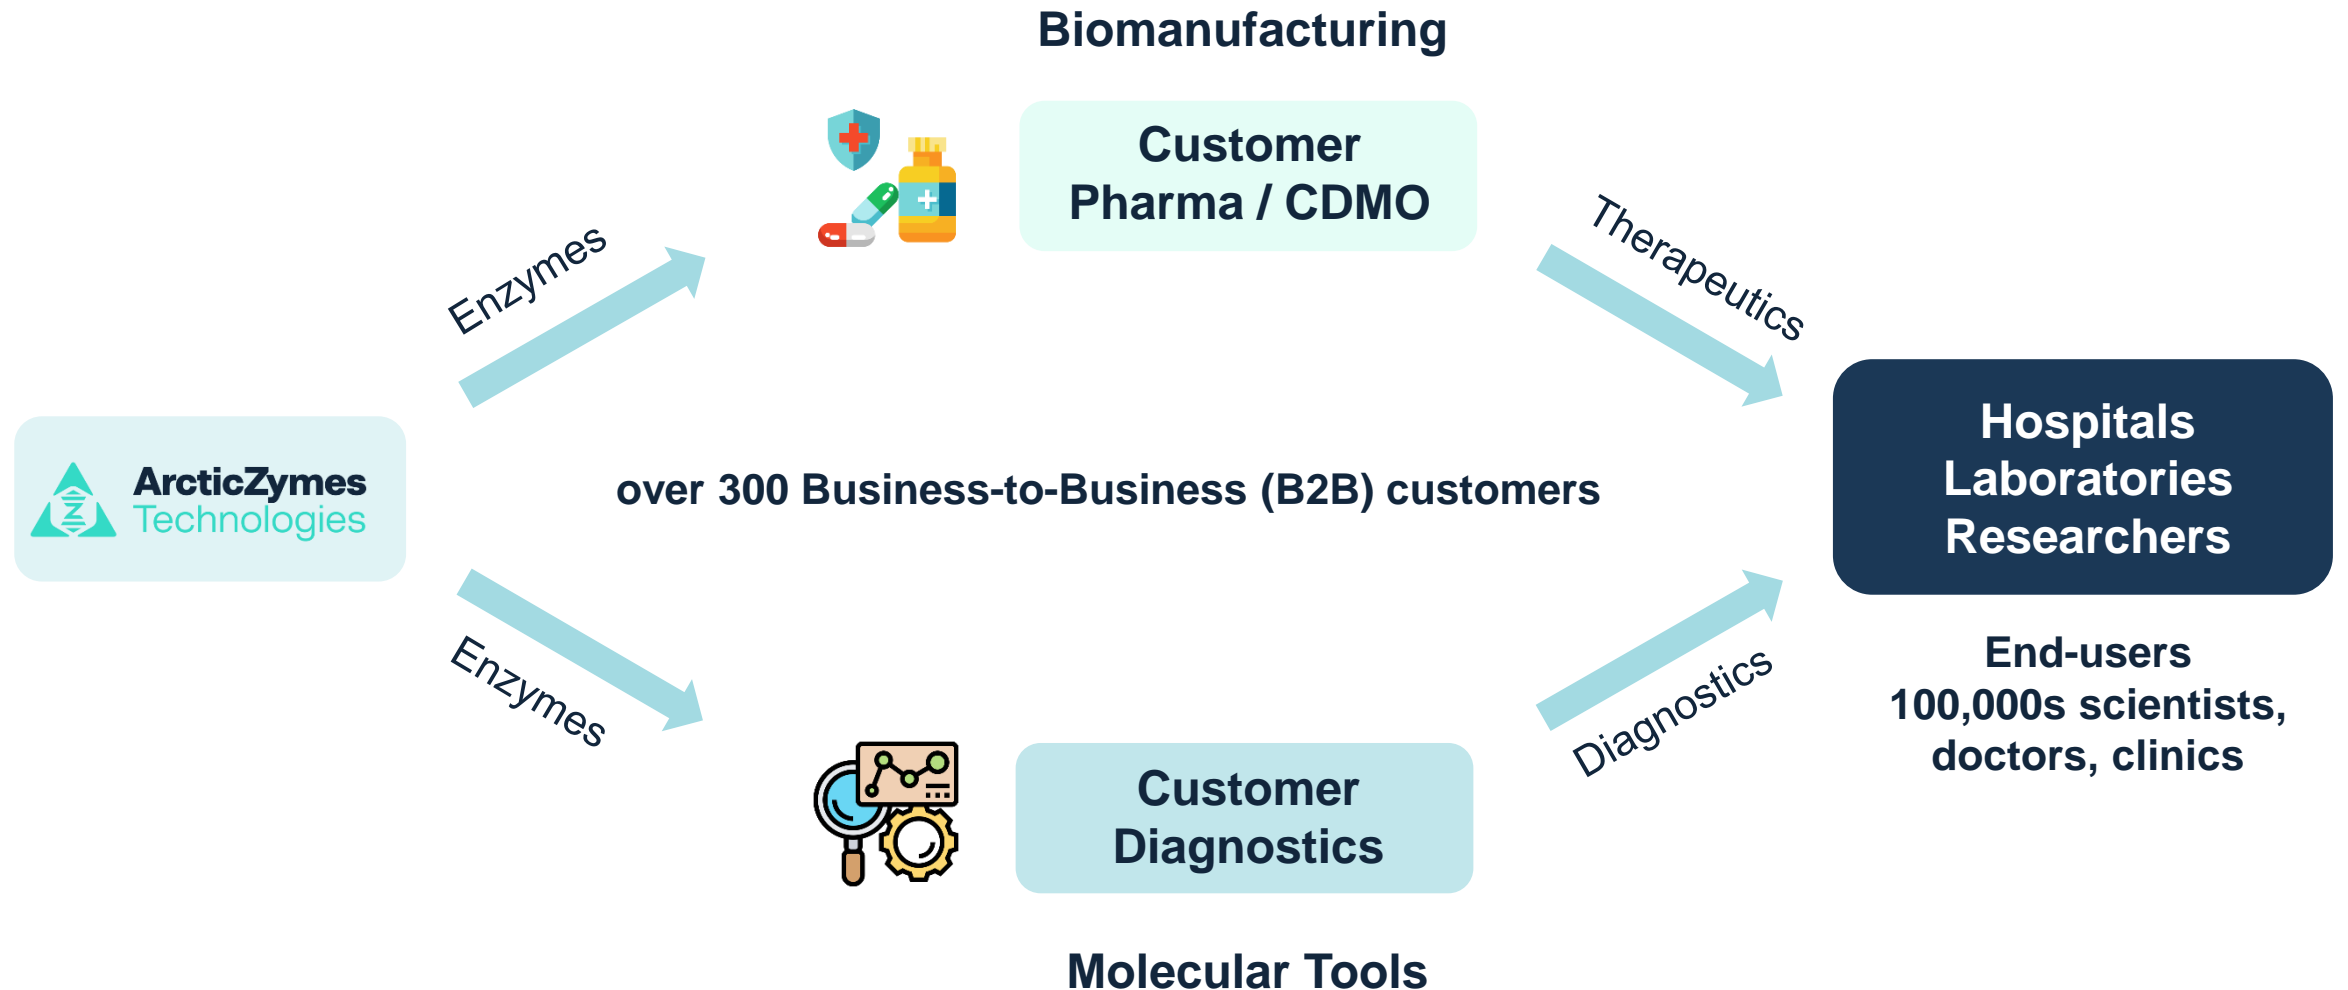 Biomanufacturing
Customer
Pharma / CDMO
Enzymes
Therapeutics
ArcticZymes
Technologies
over 300 Business-to-Business (B2B) customers
Hospitals
Laboratories
Researchers
End-users
100,000s scientists,
doctors, clinics
Enzymes
Diagnostics
Customer
Diagnostics
Molecular Tools